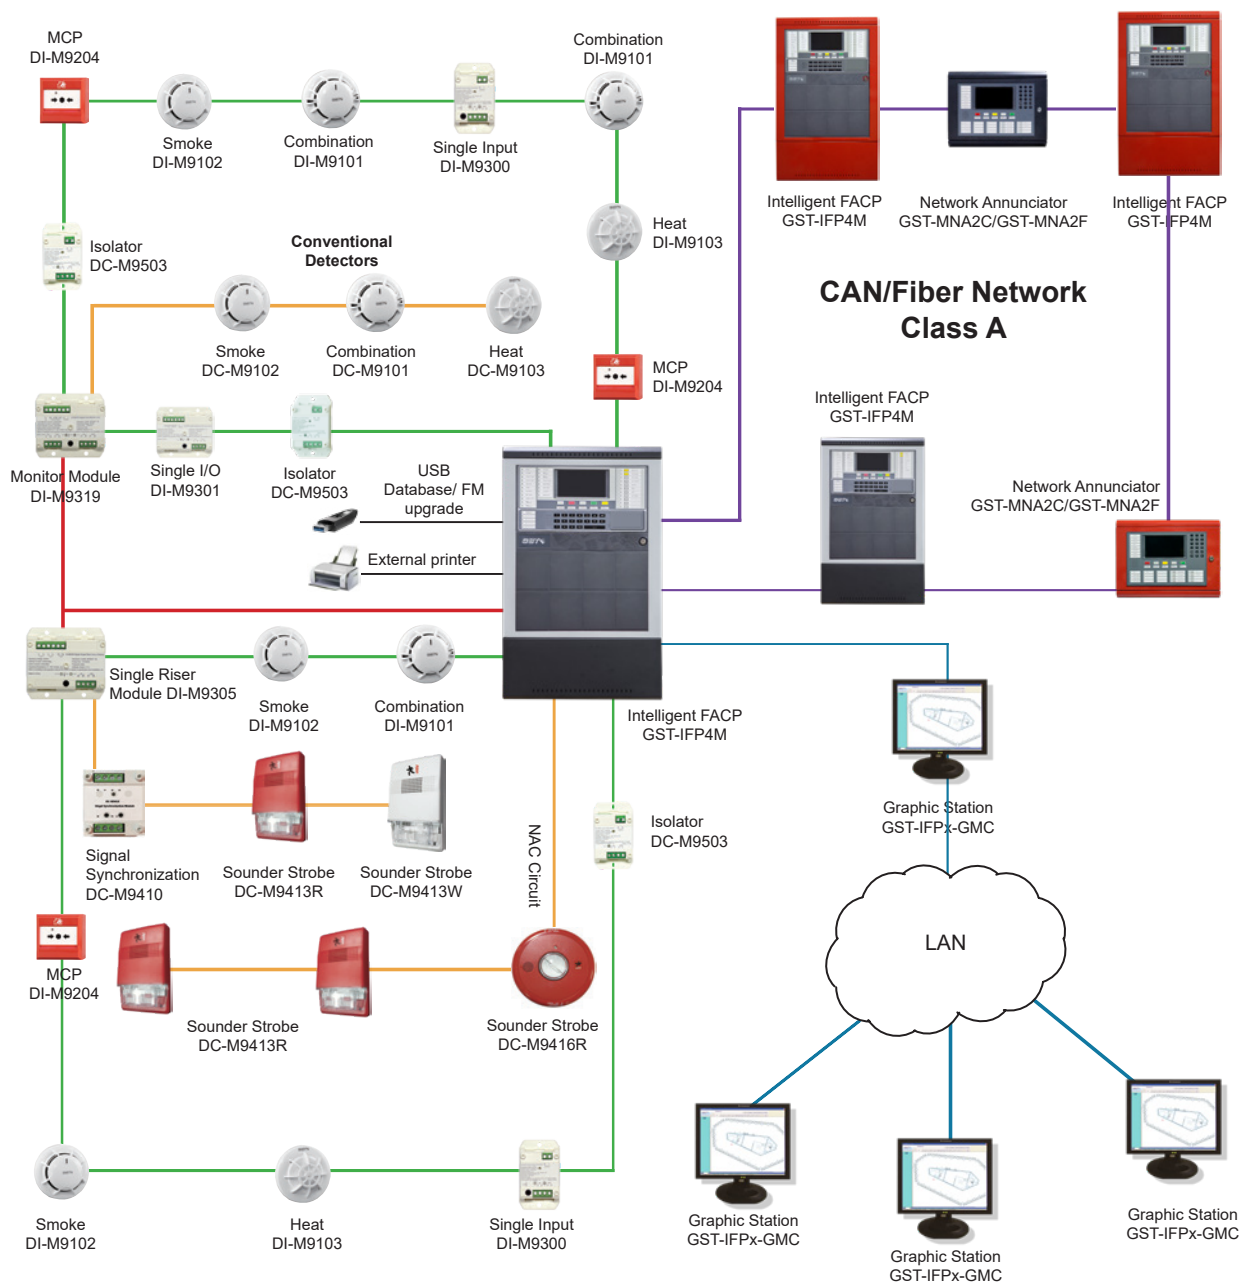 MCP
DI-M9204
Smoke
DI-M9102
Combination
DI-M9101
Single Input
DI-M9300
Combination
DI-M9101
Intelligent FACP
GST-IFP4M
Network Annunciator
GST-MNA2C/GST-MNA2F
Intelligent FACP
GST-IFP4M
Isolator
DC-M9503
Conventional
Detectors
Heat
DI-M9103
Smoke
DC-M9102
Combination
DC-M9101
Heat
DC-M9103
CAN/Fiber Network
Class A
MCP
DI-M9204
Monitor Module
DI-M9319
Single I/O
DI-M9301
Isolator
DC-M9503
USB
Database/ FM
upgrade
External printer
Intelligent FACP
GST-IFP4M
Network Annunciator
GST-MNA2C/GST-MNA2F
Single Riser
Module DI-M9305
Smoke
DI-M9102
Combination
DI-M9101
Intelligent FACP
GST-IFP4M
Signal
Synchronization
DC-M9410
Sounder Strobe
DC-M9413R
Sounder Strobe
DC-M9413W
NAC Circuit
Isolator
DC-M9503
Graphic Station
GST-IFPx-GMC
LAN
MCP
DI-M9204
Sounder Strobe
DC-M9413R
Sounder Strobe
DC-M9416R
Smoke
DI-M9102
Heat
DI-M9103
Single Input
DI-M9300
Graphic Station
GST-IFPx-GMC
Graphic Station
GST-IFPx-GMC
Graphic Station
GST-IFPx-GMC